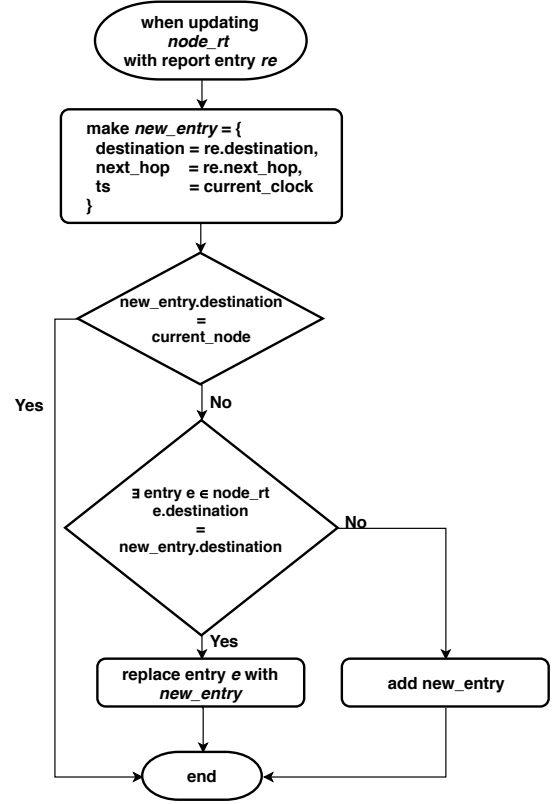 when updating
node_rt
with report entry re
make new_entry = {
destination = re.destination,
next_hop = re.next_hop,
ts = current_clock
}
new_entry.destination
=
current_node
Yes
No
∃ entry e ∈ node_rt
e.destination
=
new_entry.destination
No
Yes
replace entry e with
new_entry
add new_entry
end